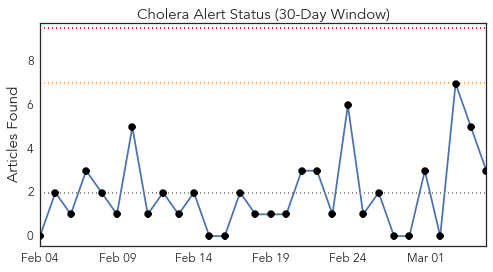 Cholera Alert Status (30-Day Window)
Articles Found
8
6
4
2
0
Feb 04
Feb 09
Feb 14
Feb 19
Feb 24
Mar 01